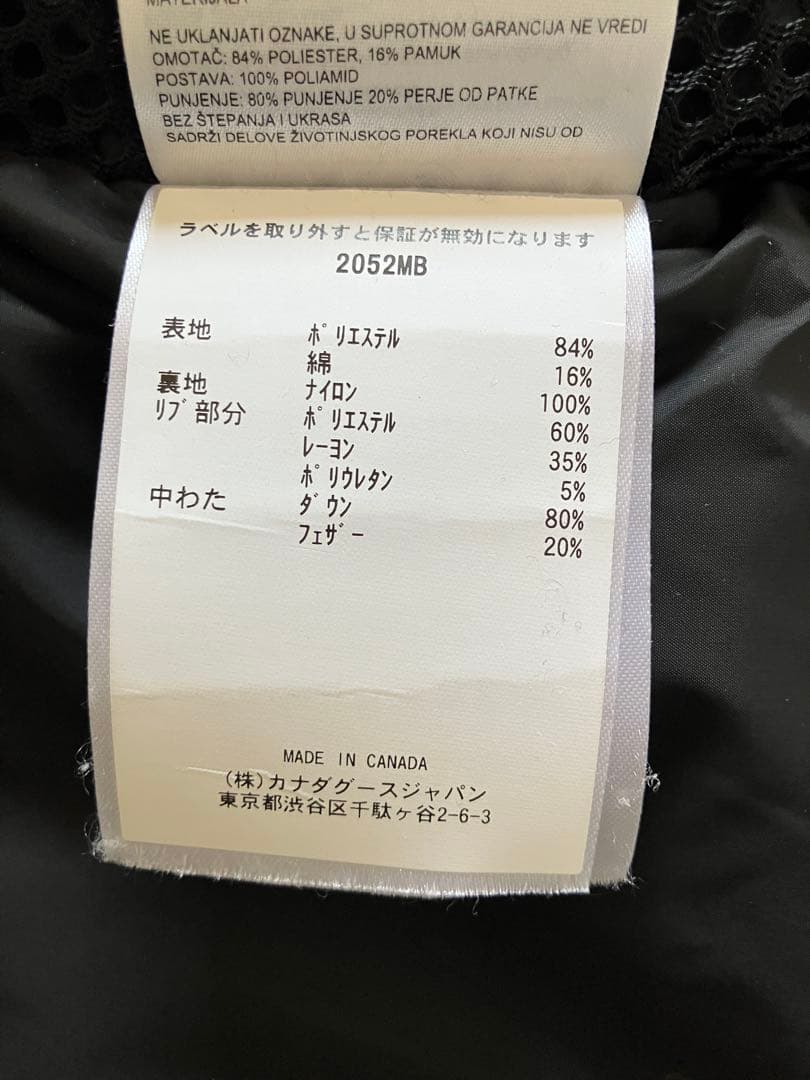 MATERIJALA
NE UKLANJATI OZNAKE, U SUPROTNOM GARANCIJA NE VREDI
OMOTAČ: 84% POLIESTER, 16% PAMUK
POSTAVA: 100% POLIAMID
PUNJENJE: 80% PUNJENJE 20% PERJE OD PATKE
BEZ ŠTEPANJA I UKRASA
SADRŽI DELOVE ŽIVOTINJSKOG POREKLA KOJI NISU OD
ラベルを取り外すと保証が無効になります
2052MB
表地 ﾎﾟﾘｴｽﾃﾙ 84%
綿 16%
裏地 ﾅｲﾛﾝ 100%
ﾘﾌﾞ部分 ﾎﾟﾘｴｽﾃﾙ 60%
ﾚｰﾖﾝ 35%
ﾎﾟﾘｳﾚﾀﾝ 5%
中わた ﾀﾞｳﾝ 80%
ﾌｪｻﾞｰ 20%
MADE IN CANADA
(株)カナダグースジャパン
東京都渋谷区千駄ヶ谷2-6-3